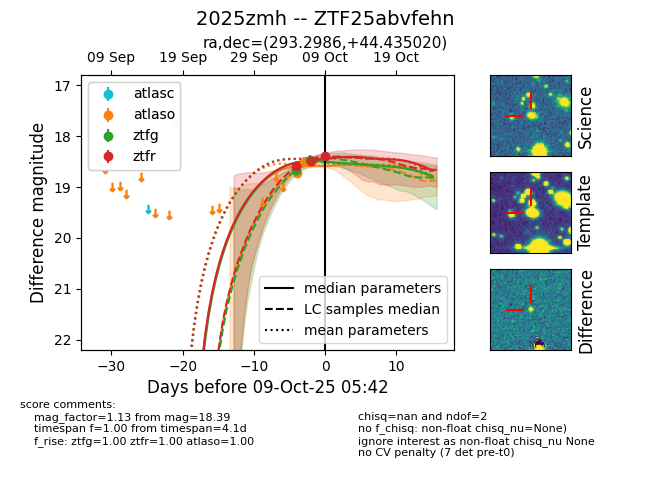 2025zmh -- ZTF25abvfehn
ra,dec=(293.2986,+44.435020)
09 Sep 19 Sep 29 Sep 09 Oct 19 Oct
atlasc
atlaso
ztfg
ztfr
17
18
19
20
21
22
Difference magnitude
median parameters
LC samples median
mean parameters
−30 −20 −10 0 10
Days before 09-Oct-25 05:42
Science
Template
Difference
score comments:
mag_factor=1.13 from mag=18.39
timespan f=1.00 from timespan=4.1d
f_rise: ztfg=1.00 ztfr=1.00 atlaso=1.00
chisq=nan and ndof=2
no f_chisq: non-float chisq_nu=None)
ignore interest as non-float chisq_nu None
no CV penalty (7 det pre-t0)